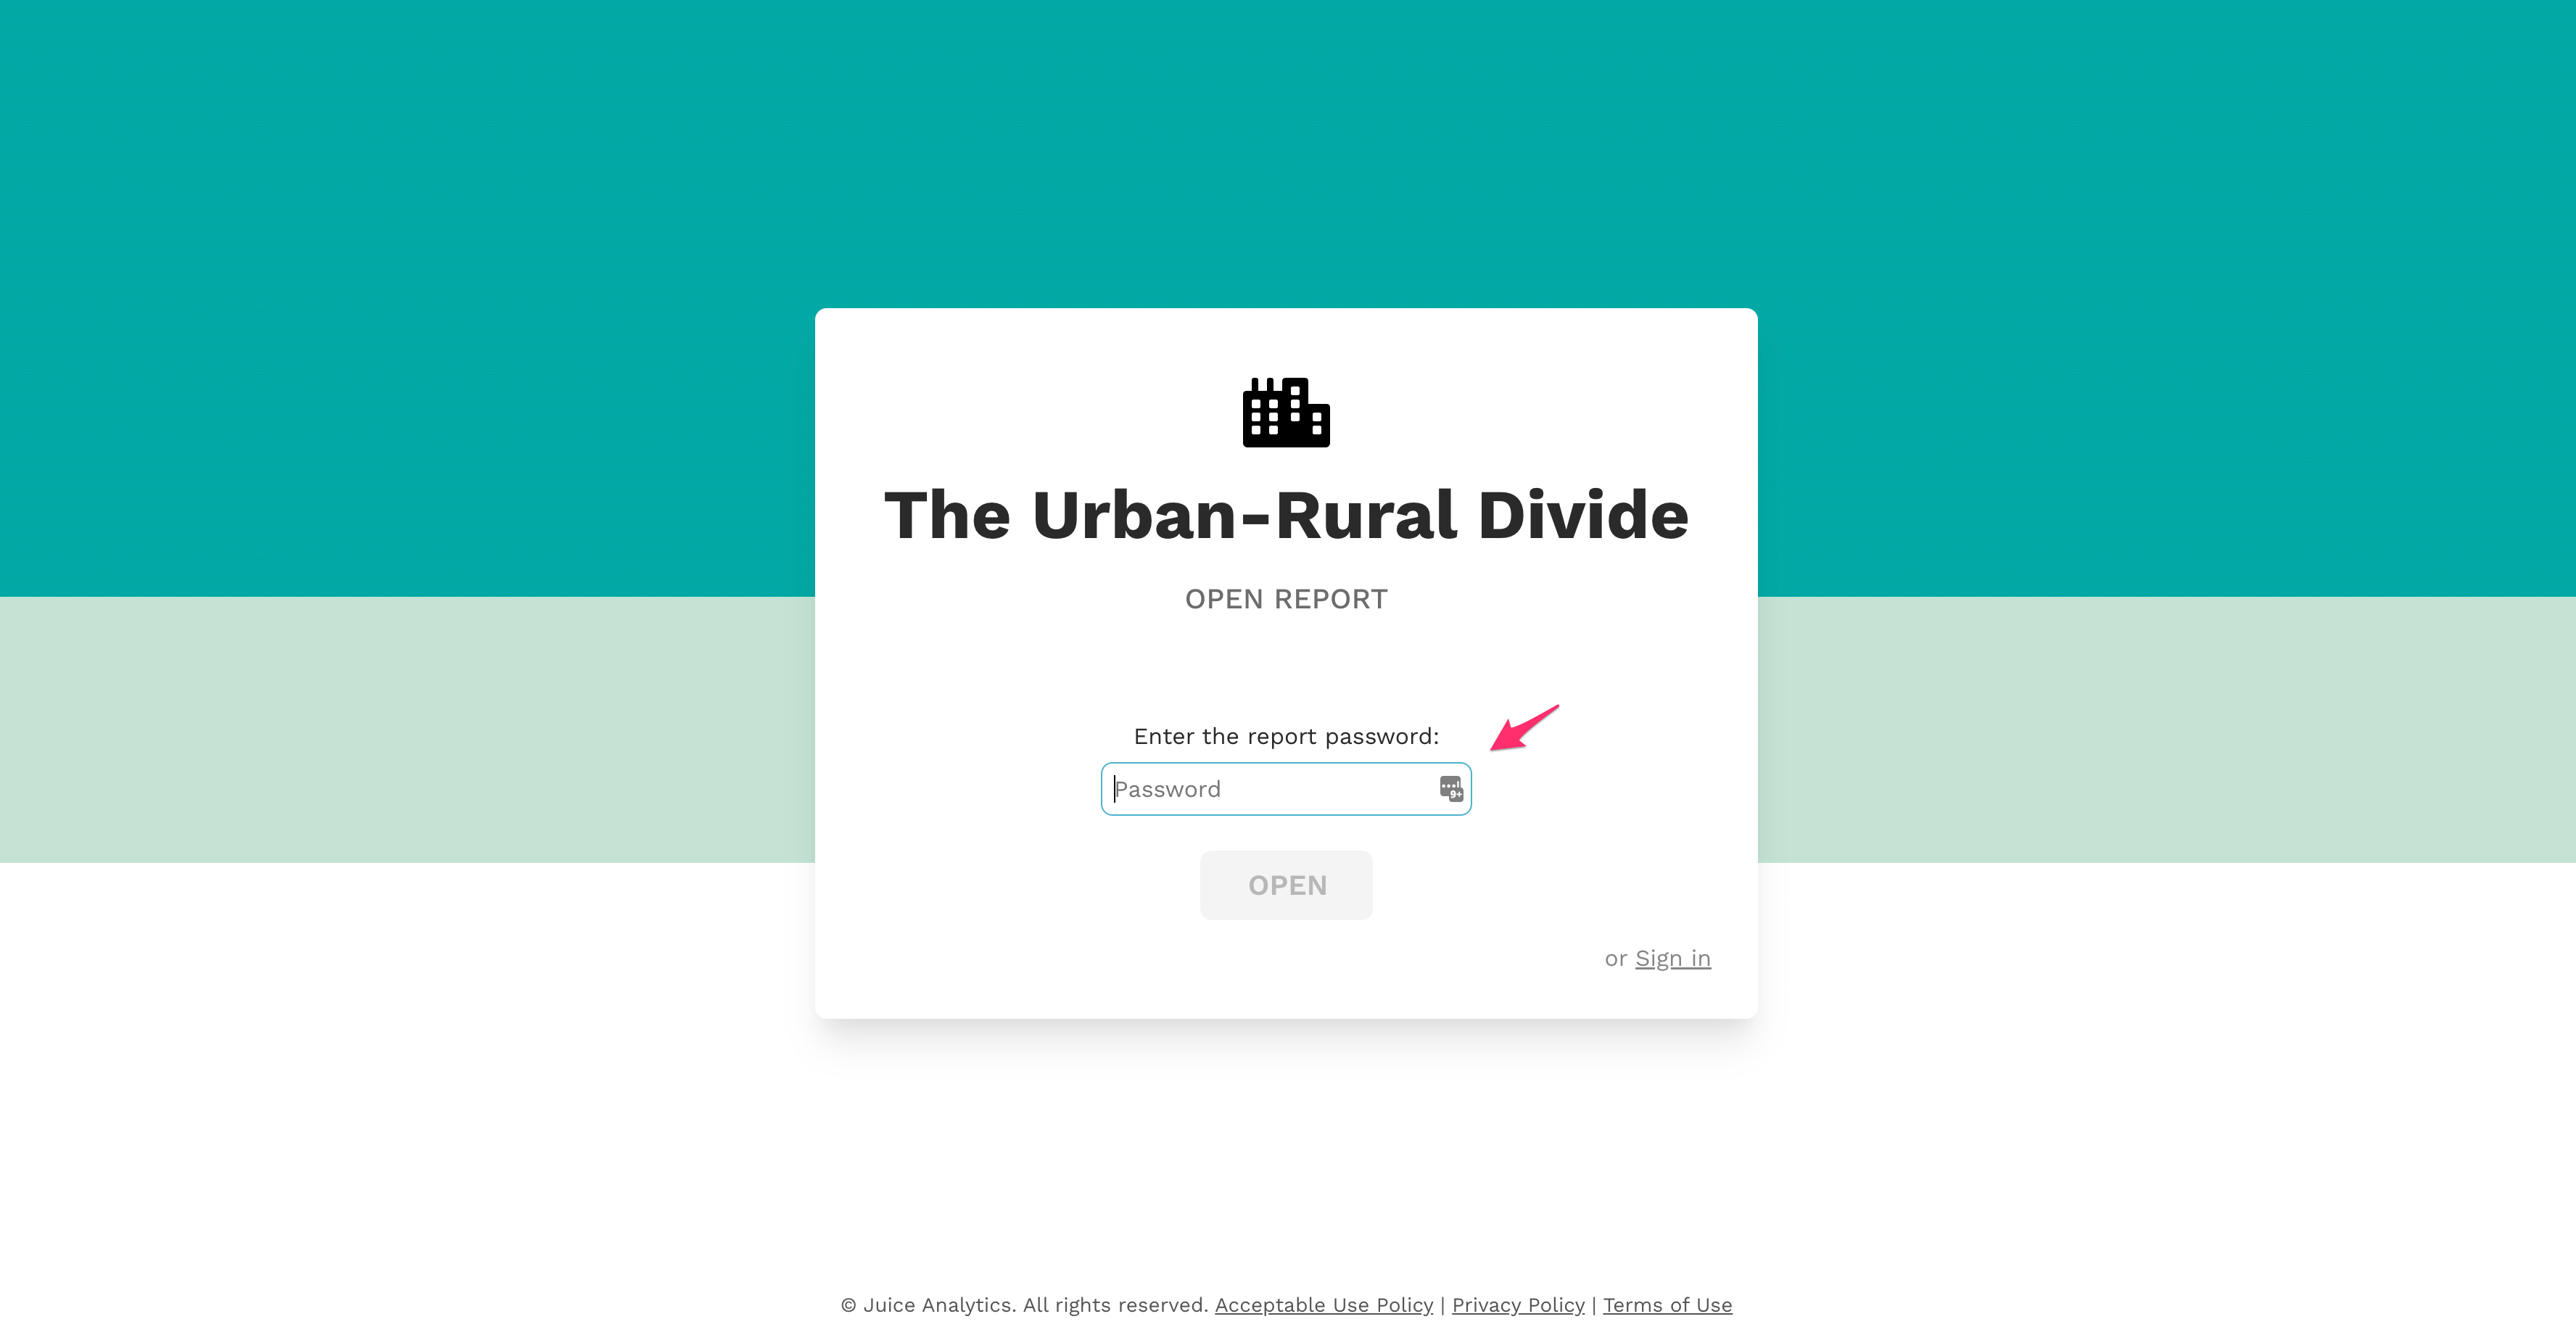 The Urban-Rural Divide
OPEN REPORT
Enter the report password:
Password
9+
OPEN
or Sign in
© Juice Analytics. All rights reserved. Acceptable Use Policy | Privacy Policy | Terms of Use